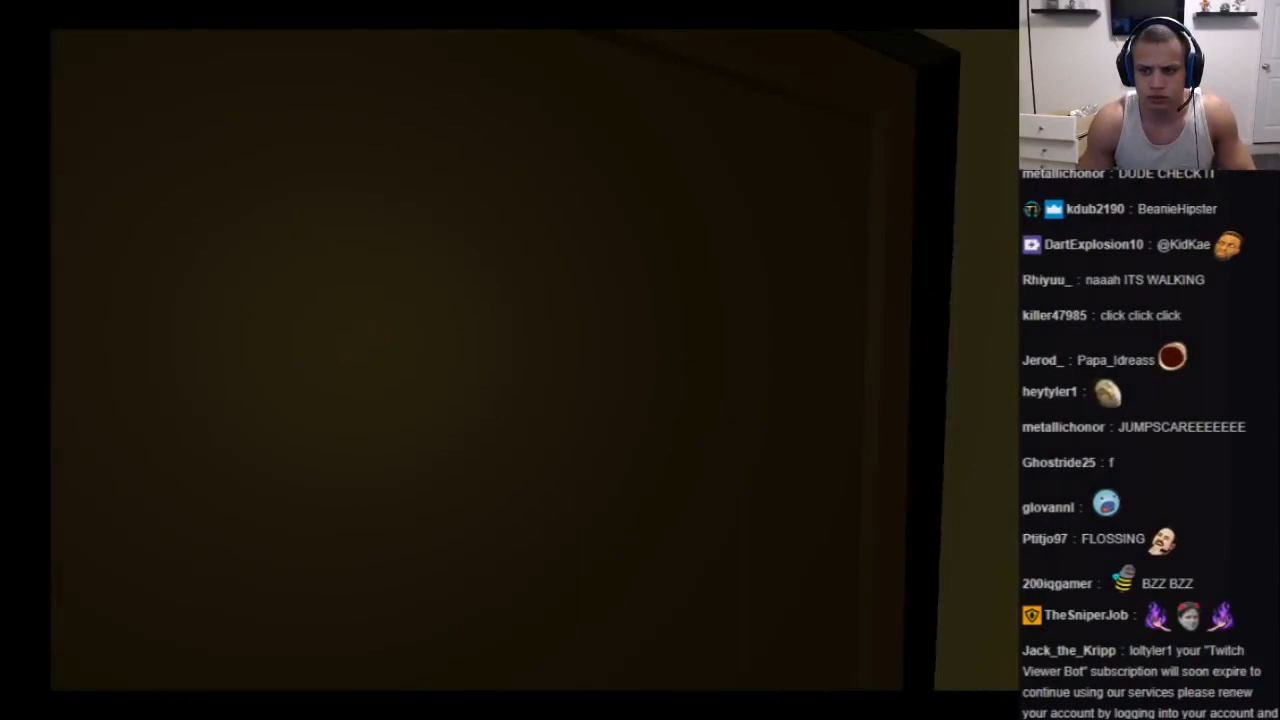 metallichonor : DUDE CHECK IT
kdub2190 : BeanieHipster
DartExplosion10 : @KidKae
Rhiyuu_ : naaah ITS WALKING
killer47985 : click click click
Jerod_ : Papa_Idreass
heytyler1 :
metallichonor : JUMPSCAREEEEEEE
Ghostride25 : f
giovanni :
Ptitjo97 : FLOSSING
200iqgamer : BZZ BZZ
TheSniperJob :
Jack_the_Kripp : loltyler1 your "Twitch
Viewer Bot" subscription will soon expire to
continue using our services please renew
your account by logging into your account and